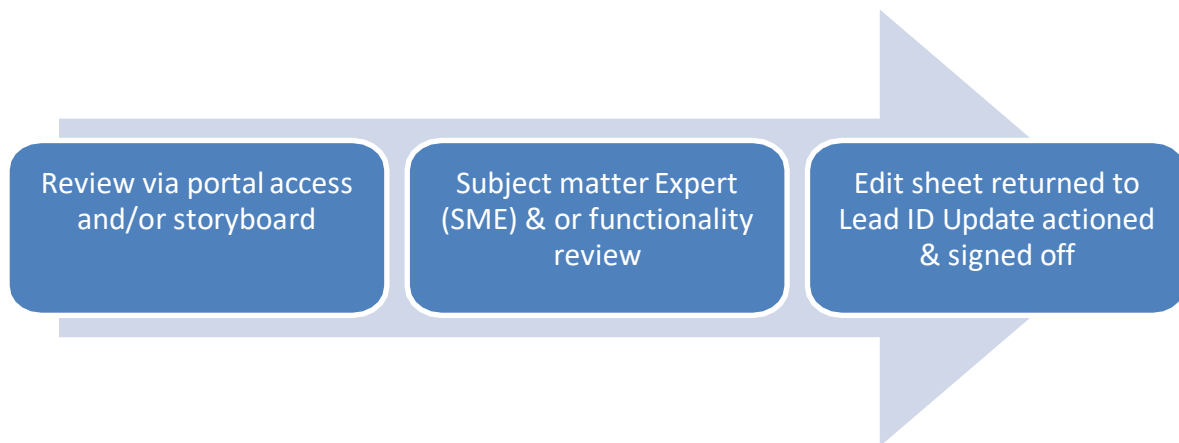 Review via portal access
and/or storyboard
Subject matter Expert
(SME) & or functionality
review
Edit sheet returned to
Lead ID Update actioned
& signed off